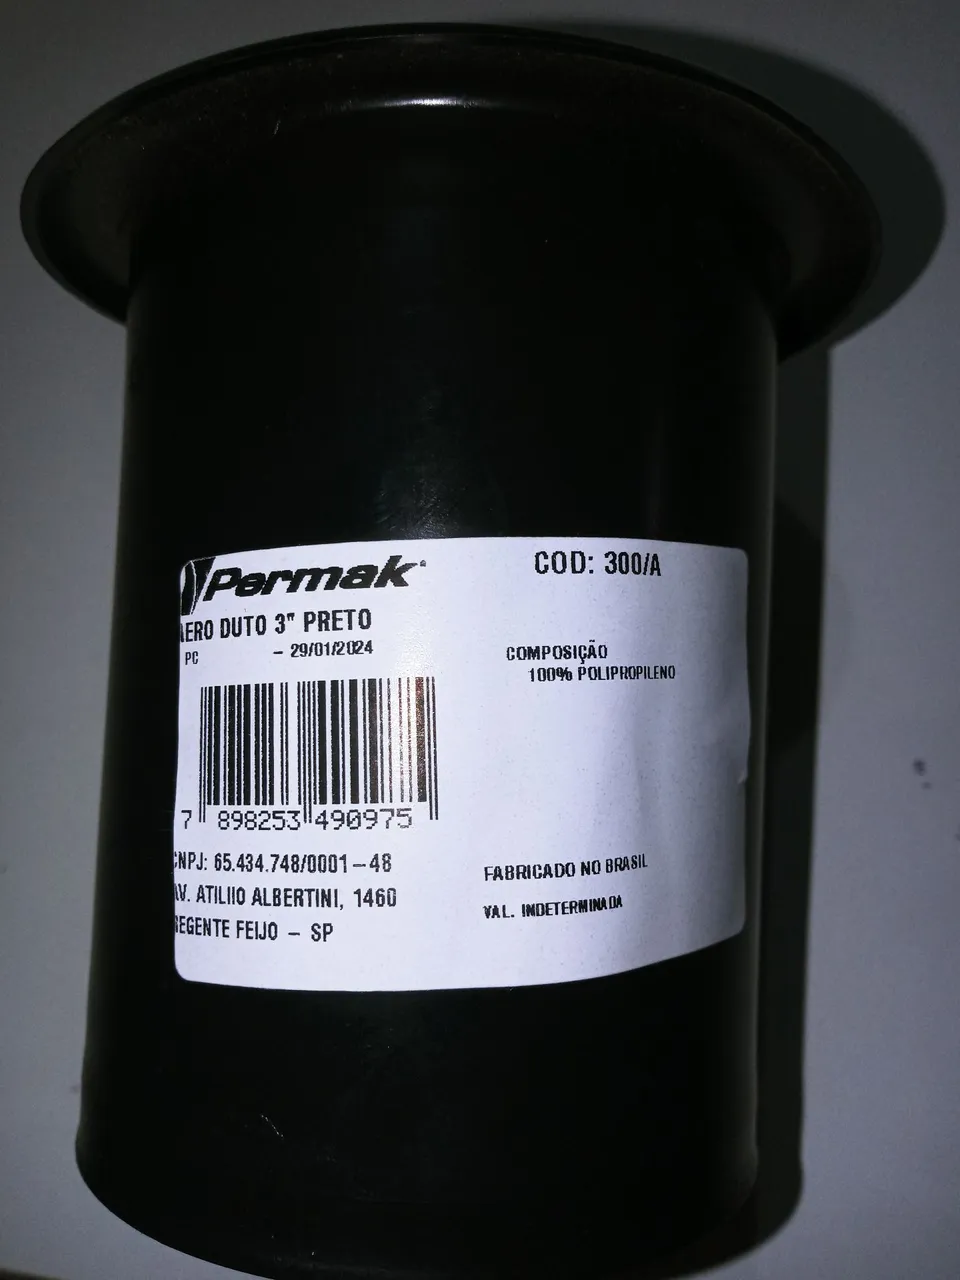 Permak
COD: 300/A
AERO DUTO 3" PRETO
PC - 29/01/2024
COMPOSIÇÃO
100% POLIPROPILENO
7 898253 490975
CNPJ: 65.434.748/0001-48
AV. ATILIIO ALBERTINI, 1460
REGENTE FEIJO - SP
FABRICADO NO BRASIL
VAL. INDETERMINADA